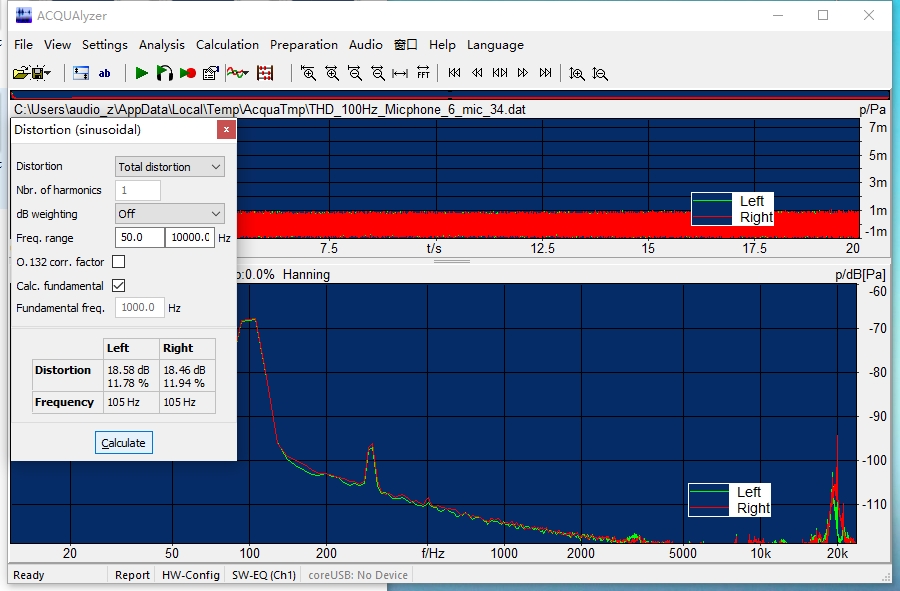 ACQUAlyzer
File View Settings Analysis Calculation Preparation Audio 窗口 Help Language
ab
FFT
C:\Users\audio_z\AppData\Local\Temp\AcquaTmp\THD_100Hz_Micphone_6_mic_34.dat p/Pa
Distortion (sinusoidal) x
Distortion Total distortion
Nbr. of harmonics 1
dB weighting Off
Freq. range 50.0 10000.0 Hz
O.132 corr. factor
Calc. fundamental
Fundamental freq. 1000.0 Hz
Left Right
Distortion 18.58 dB 18.46 dB
11.78 % 11.94 %
Frequency 105 Hz 105 Hz
Calculate
7m
5m
3m
1m
-1m
Left
Right
7.5 t/s 12.5 15 17.5 20
p:0.0% Hanning p/dB[Pa]
-60
-70
-80
-90
-100
-110
Left
Right
20 50 100 200 f/Hz 1000 2000 5000 10k 20k
Ready Report HW-Config SW-EQ (Ch1) coreUSB: No Device